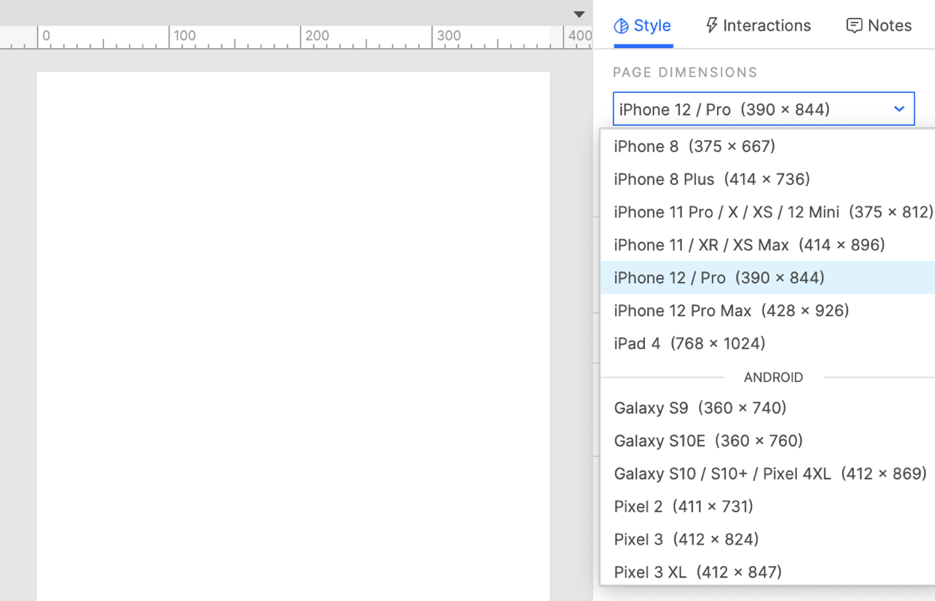 0 100 200 300 400
Style Interactions Notes
PAGE DIMENSIONS
iPhone 12 / Pro (390 × 844)
iPhone 8 (375 × 667)
iPhone 8 Plus (414 × 736)
iPhone 11 Pro / X / XS / 12 Mini (375 × 812)
iPhone 11 / XR / XS Max (414 × 896)
iPhone 12 / Pro (390 × 844)
iPhone 12 Pro Max (428 × 926)
iPad 4 (768 × 1024)
ANDROID
Galaxy S9 (360 × 740)
Galaxy S10E (360 × 760)
Galaxy S10 / S10+ / Pixel 4XL (412 × 869)
Pixel 2 (411 × 731)
Pixel 3 (412 × 824)
Pixel 3 XL (412 × 847)